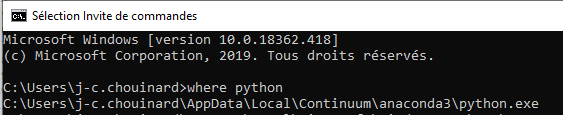 Sélection Invite de commandes
Microsoft Windows [version 10.0.18362.418]
(c) Microsoft Corporation, 2019. Tous droits réservés.
C:\Users\j-c.chouinard>where python
C:\Users\j-c.chouinard\AppData\Local\Continuum\anaconda3\python.exe